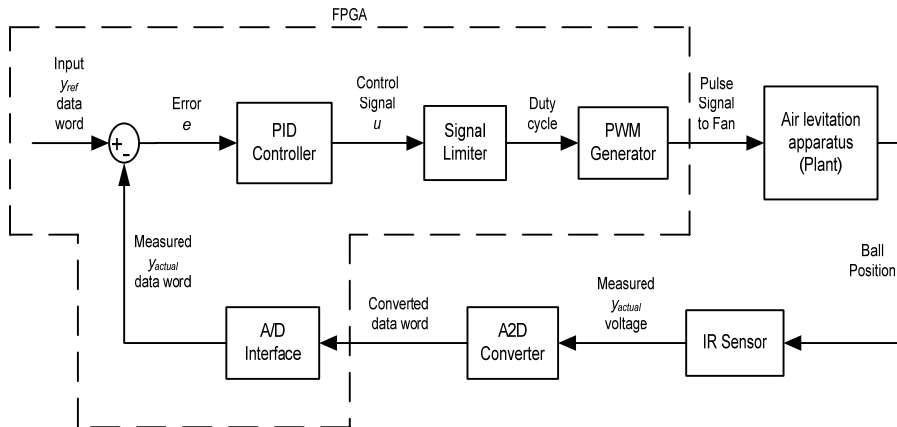 FPGA
Input
yref
data
word
Error
e
+
-
PID
Controller
Control
Signal
u
Signal
Limiter
Duty
cycle
PWM
Generator
Pulse
Signal
to Fan
Air levitation
apparatus
(Plant)
Ball
Position
Measured
yactual
data word
A/D
Interface
Converted
data word
A2D
Converter
Measured
yactual
voltage
IR Sensor